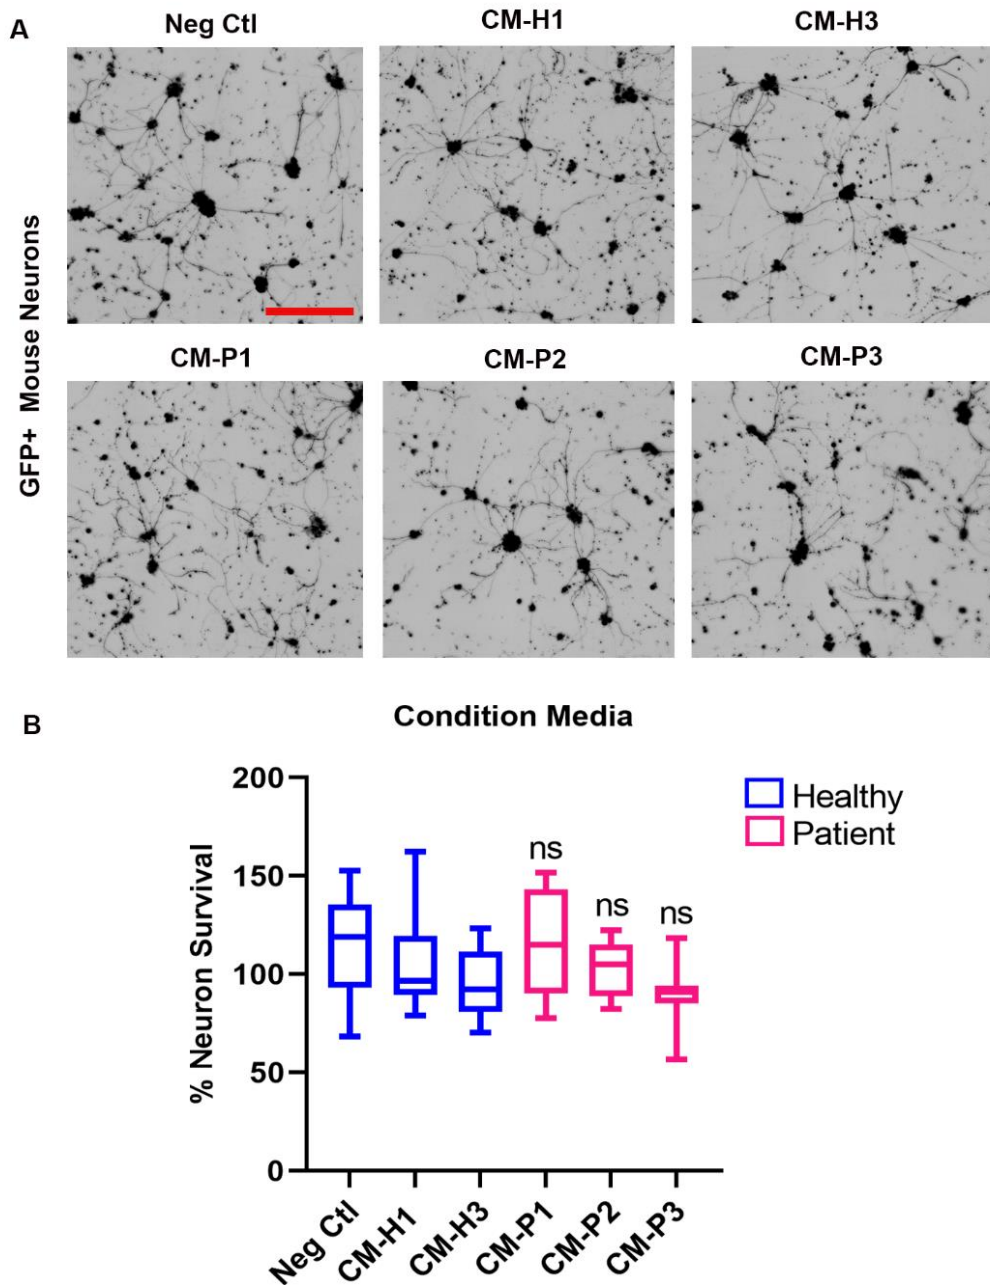 A
Neg Ctl
CM-H1
CM-H3
GFP+ Mouse Neurons
CM-P1
CM-P2
CM-P3
B
Condition Media
% Neuron Survival
200
150
100
50
0
ns
ns
ns
Healthy
Patient
Neg Ctl
CM-H1
CM-H3
CM-P1
CM-P2
CM-P3